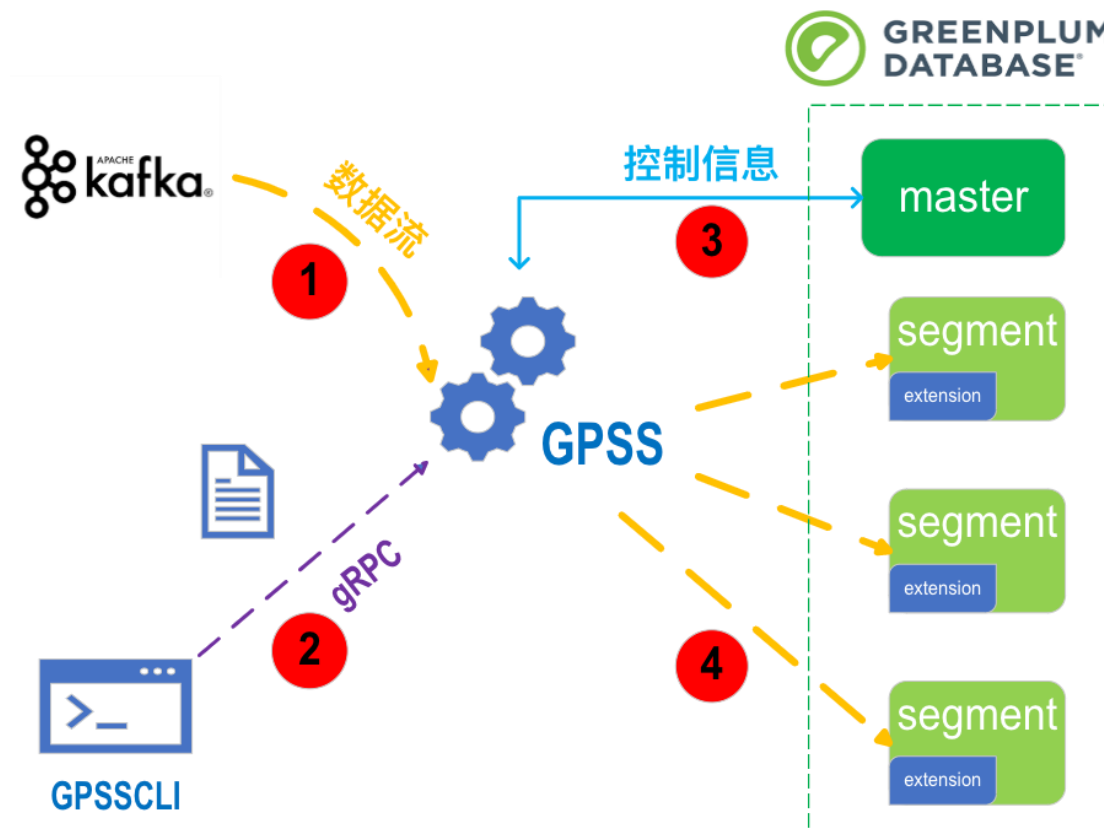 GREENPLUM
DATABASE®
APACHE
kafka®
数据流
控制信息
master
1
3
segment
extension
GPSS
segment
extension
gRPC
2
4
segment
extension
GPSSCLI